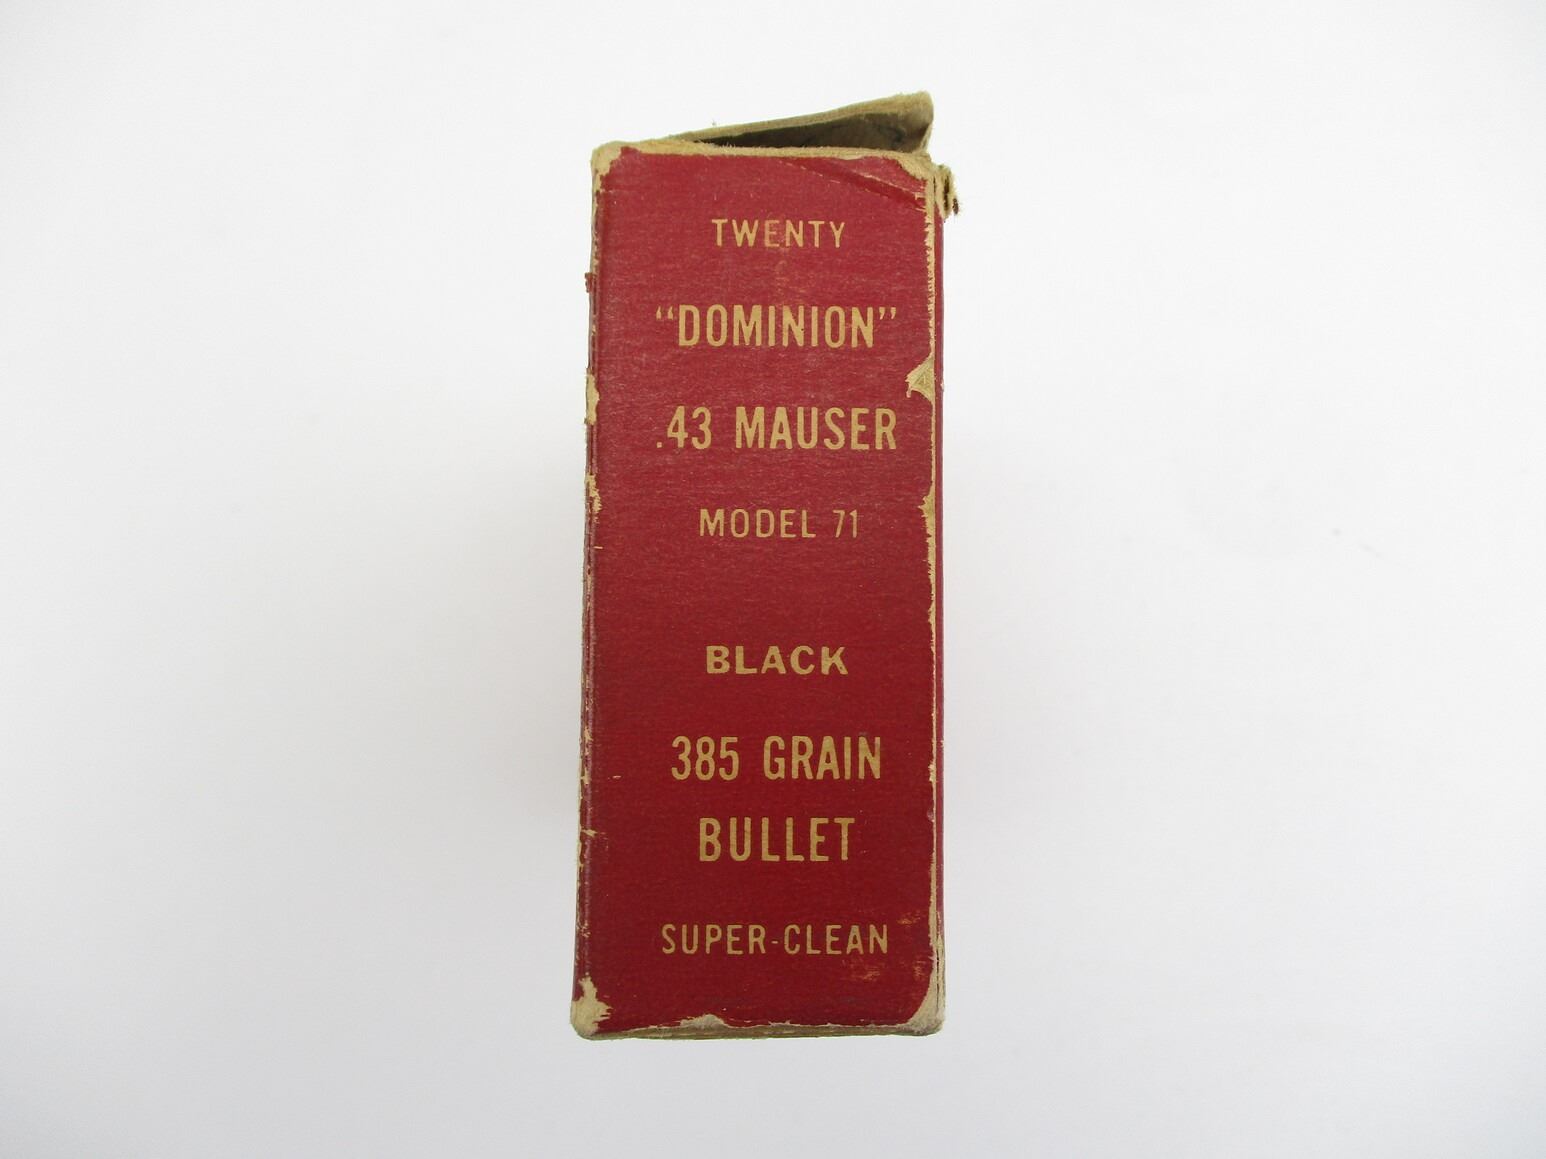 TWENTY
“DOMINION”
.43 MAUSER
MODEL 71
BLACK
385 GRAIN
BULLET
SUPER-CLEAN